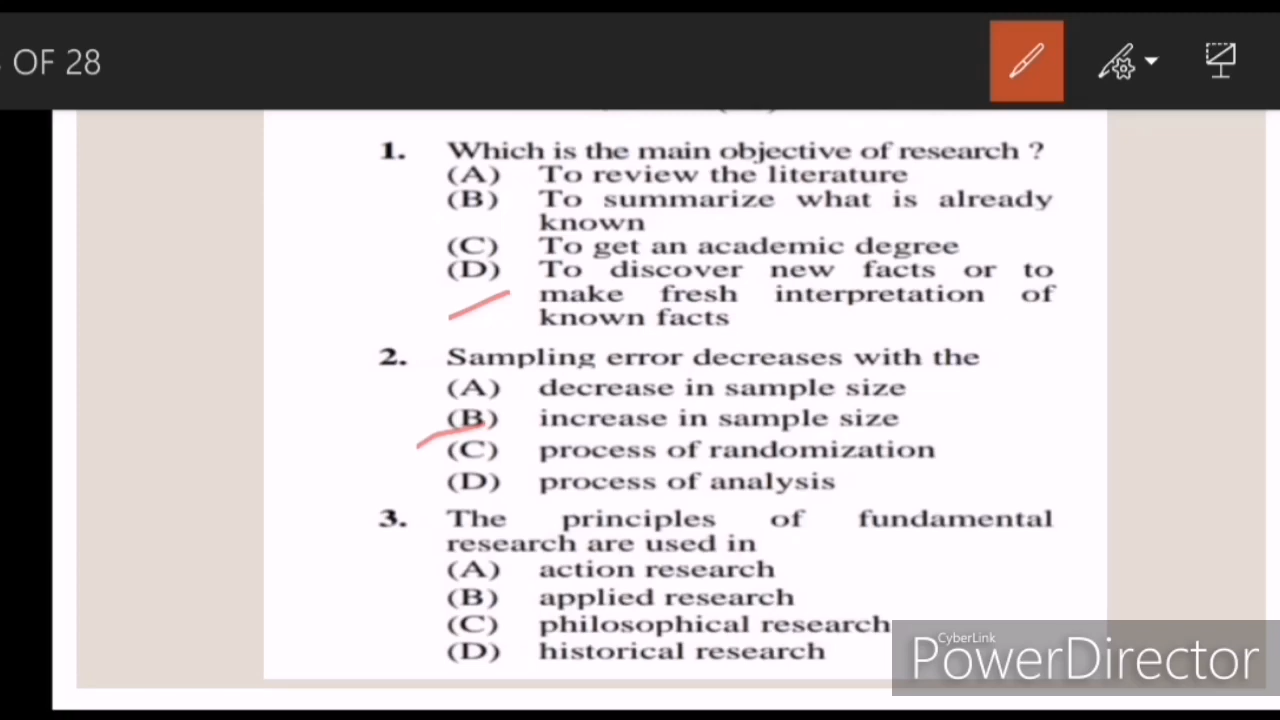 OF 28
1. Which is the main objective of research ?
(A) To review the literature
(B) To summarize what is already
known
(C) To get an academic degree
(D) To discover new facts or to
make fresh interpretation of
known facts
2. Sampling error decreases with the
(A) decrease in sample size
(B) increase in sample size
(C) process of randomization
(D) process of analysis
3. The principles of fundamental
research are used in
(A) action research
(B) applied research
(C) philosophical research
(D) historical research
CyberLink
PowerDirector